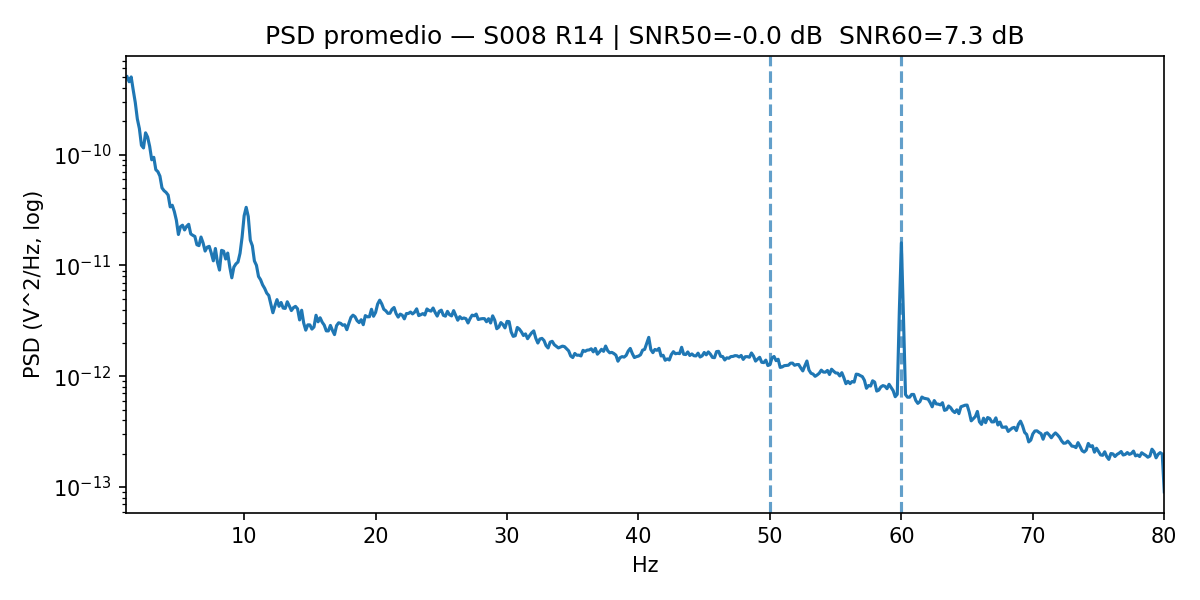 PSD promedio — S008 R14 | SNR50=-0.0 dB  SNR60=7.3 dB
PSD (V^2/Hz, log)
10⁻¹⁰
10⁻¹¹
10⁻¹²
10⁻¹³
10 20 30 40 50 60 70 80
Hz